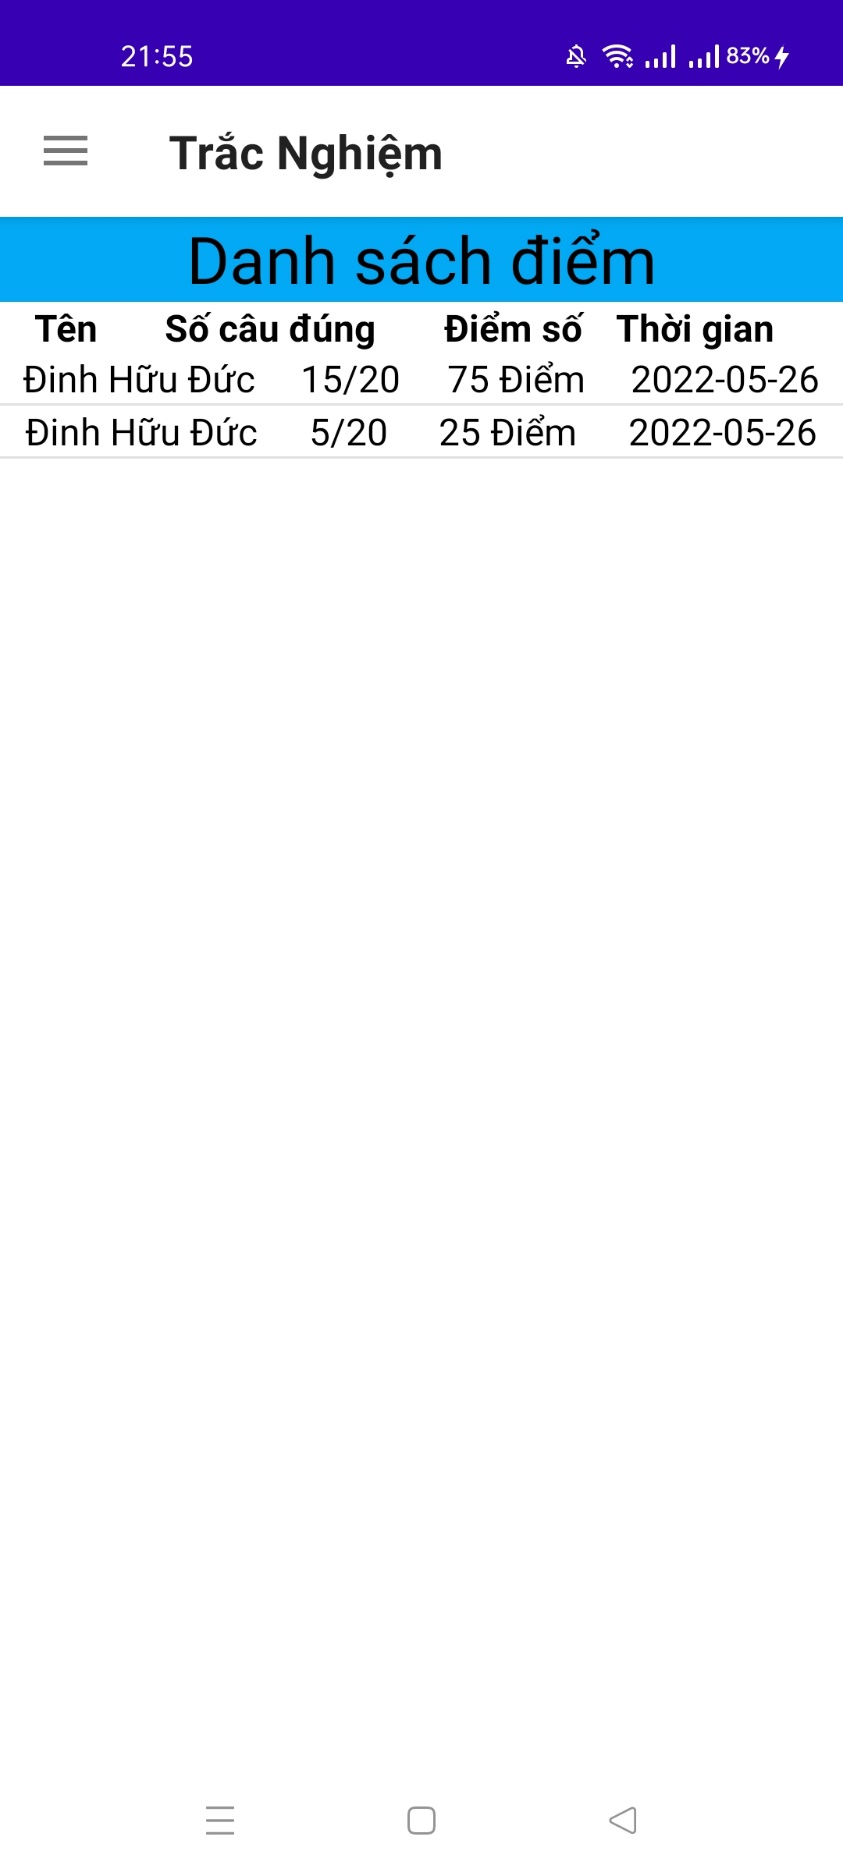 21:55 83%
Trắc Nghiệm
Danh sách điểm
Tên Số câu đúng Điểm số Thời gian
Đinh Hữu Đức 15/20 75 Điểm 2022-05-26
Đinh Hữu Đức 5/20 25 Điểm 2022-05-26